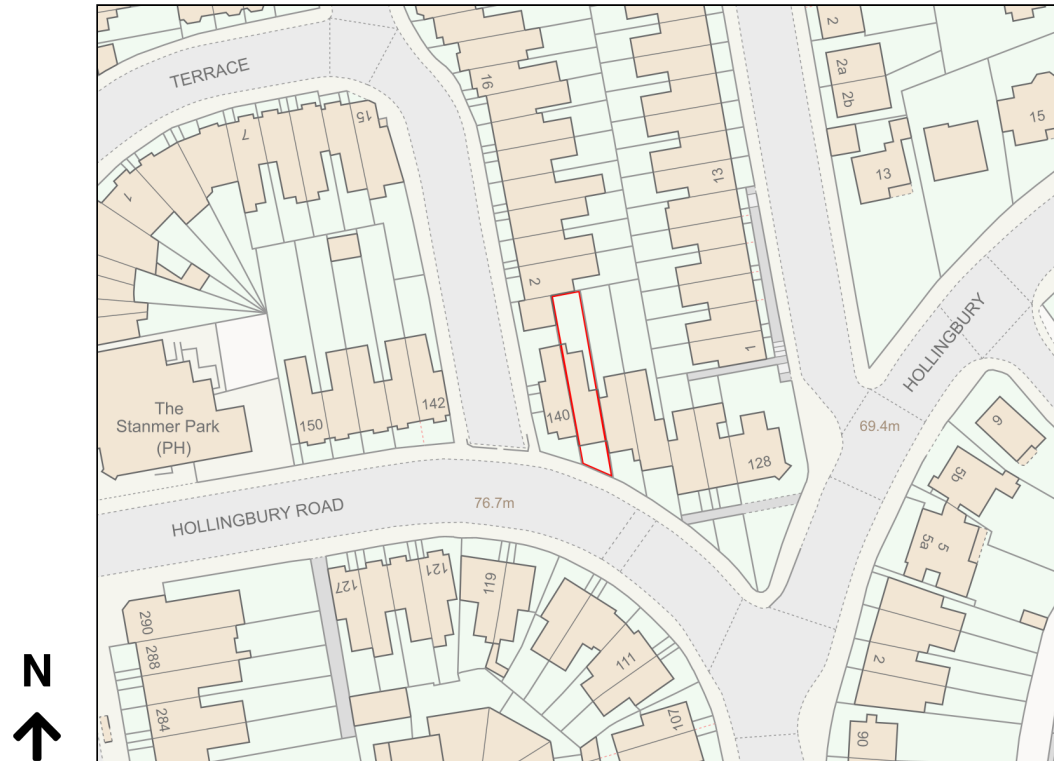 TERRACE
15
7
1
16
2
13
1
2
2a
2b
13
15
HOLLINGBURY
69.4m
The
Stanmer Park
(PH)
150
142
140
128
HOLLINGBURY ROAD
76.7m
127
121
119
111
107
290
288
284
9
5b
5
5a
2
90
N